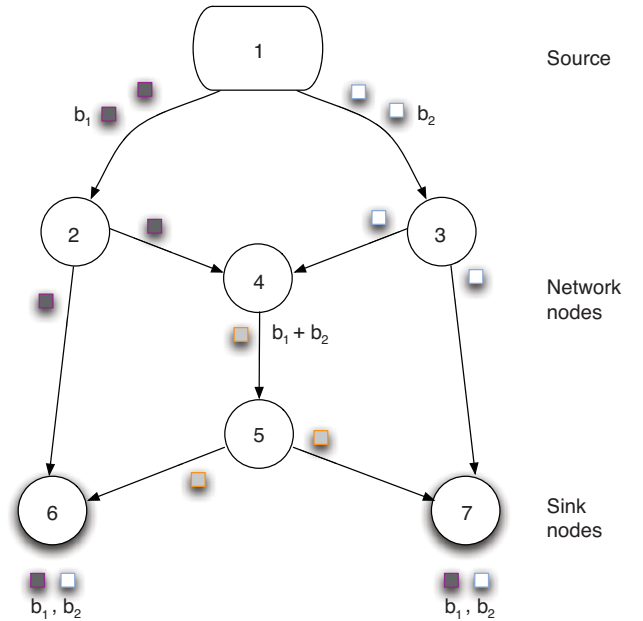 1
Source
b₁
b₂
2
3
4
Network
nodes
b₁ + b₂
5
6
7
Sink
nodes
b₁ , b₂
b₁ , b₂